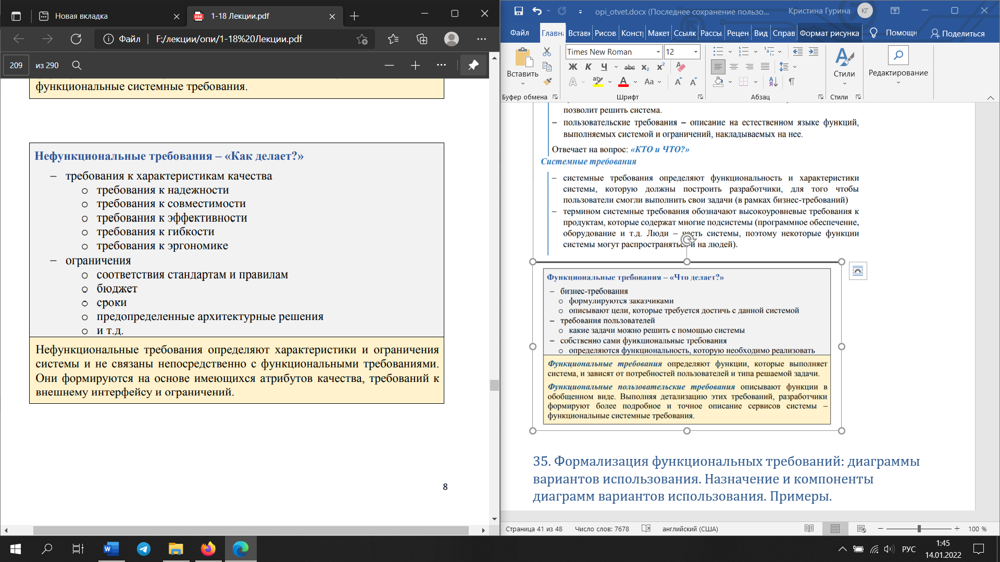 Новая вкладка
1-18 Лекции.pdf
Файл
F:/лекции/опи/1-18%20Лекции.pdf
209
из 290
функциональные системные требования.
Нефункциональные требования – «Как делает?»
– требования к характеристикам качества
o требования к надежности
o требования к совместимости
o требования к эффективности
o требования к гибкости
o требования к эргономике
– ограничения
o соответствия стандартам и правилам
o бюджет
o сроки
o предопределенные архитектурные решения
o и т.д.
Нефункциональные требования определяют характеристики и ограничения
системы и не связаны непосредственно с функциональными требованиями.
Они формируются на основе имеющихся атрибутов качества, требований к
внешнему интерфейсу и ограничений.
8
opi_otvet.docx (Последнее сохранение пользо...
Кристина Гурина
КГ
Файл
Главн
Вставк
Рисов
Конст
Макет
Ссылк
Рассы
Рецен
Вид
Справ
Формат рисунка
Помощн
Поделиться
Вставить
Times New Roman
12
Ж К Ч abc x₂ x²
Aa
Стили
Редактирование
Буфер обмена
Шрифт
Абзац
Стили
позволит решить система.
– пользовательские требования – описание на естественном языке функций,
выполняемых системой и ограничений, накладываемых на нее.
Отвечает на вопрос: «КТО и ЧТО?»
Системные требования
– системные требования определяют функциональность и характеристики
системы, которую должны построить разработчики, для того чтобы
пользователи смогли выполнить свои задачи (в рамках бизнес-требований)
– термином системные требования обозначают высокоуровневые требования к
продуктам, которые содержат многие подсистемы (программное обеспечение,
оборудование и т.д. Люди – часть системы, поэтому некоторые функции
системы могут распространяться и на людей).
Функциональные требования – «Что делает?»
– бизнес-требования
o формулируются заказчиками
o описывают цели, которые требуется достичь с данной системой
– требования пользователей
o какие задачи можно решить с помощью системы
– собственно сами функциональные требования
o определяются функциональность, которую необходимо реализовать
Функциональные требования определяют функции, которые выполняет
система, и зависят от потребностей пользователей и типа решаемой задачи.
Функциональные пользовательские требования описывают функции в
обобщенном виде. Выполняя детализацию этих требований, разработчики
формируют более подробное и точное описание сервисов системы –
функциональные системные требования.
35. Формализация функциональных требований: диаграммы
вариантов использования. Назначение и компоненты
диаграмм вариантов использования. Примеры.
Страница 41 из 48
Число слов: 7678
английский (США)
100 %
РУС
1:45
14.01.2022